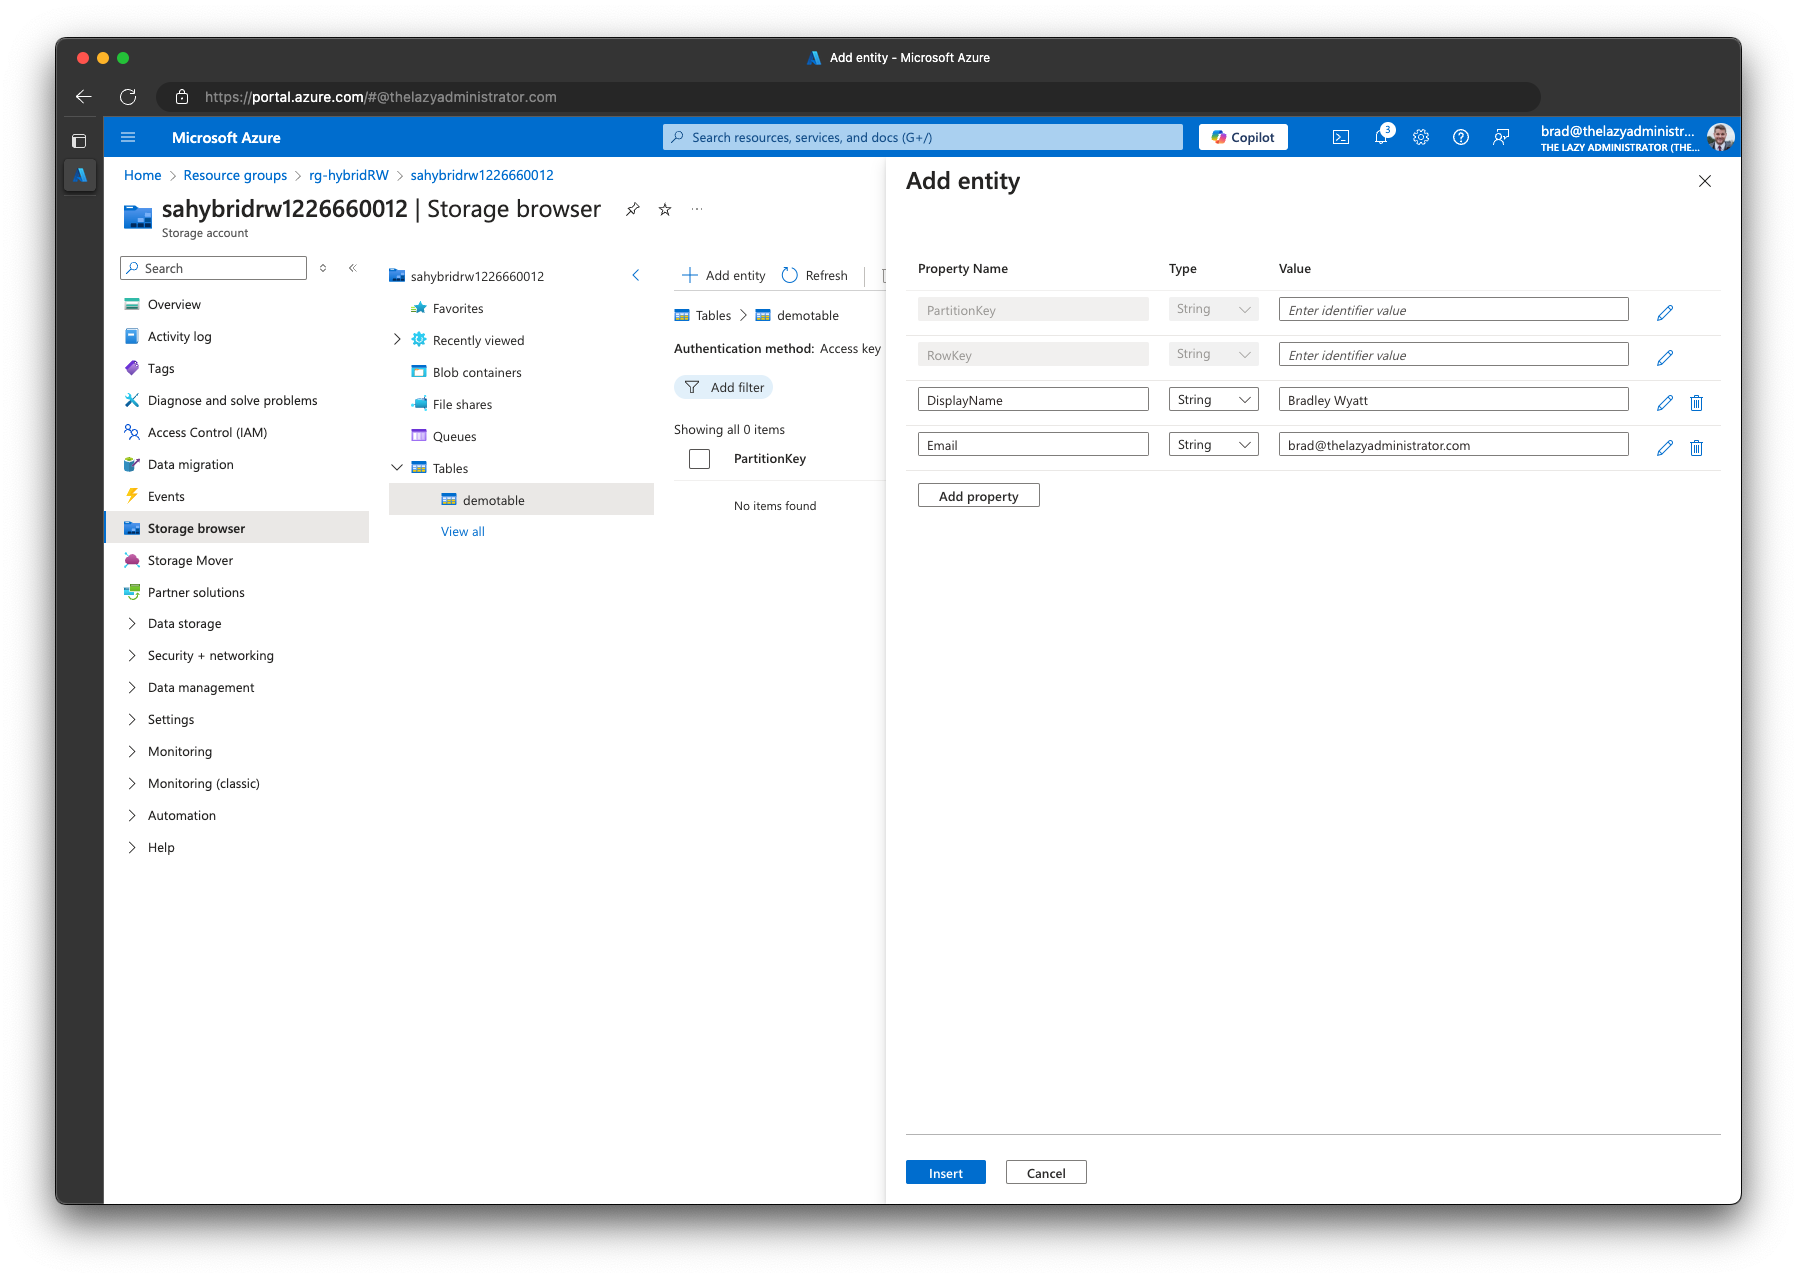 Add entity - Microsoft Azure
https://portal.azure.com/#@thelazyadministrator.com
Microsoft Azure
Search resources, services, and docs (G+/)
Copilot
3
brad@thelazyadministr...
THE LAZY ADMINISTRATOR (THE...
Home > Resource groups > rg-hybridRW > sahybridrw1226660012
sahybridrw1226660012 | Storage browser
Storage account
Search
Overview
Activity log
Tags
Diagnose and solve problems
Access Control (IAM)
Data migration
Events
Storage browser
Storage Mover
Partner solutions
Data storage
Security + networking
Data management
Settings
Monitoring
Monitoring (classic)
Automation
Help
sahybridrw1226660012
Favorites
Recently viewed
Blob containers
File shares
Queues
Tables
demotable
View all
Add entity
Refresh
Tables > demotable
Authentication method: Access key
Add filter
Showing all 0 items
PartitionKey
No items found
Add entity
Property Name Type Value
PartitionKey String Enter identifier value
RowKey String Enter identifier value
DisplayName String Bradley Wyatt
Email String brad@thelazyadministrator.com
Add property
Insert
Cancel